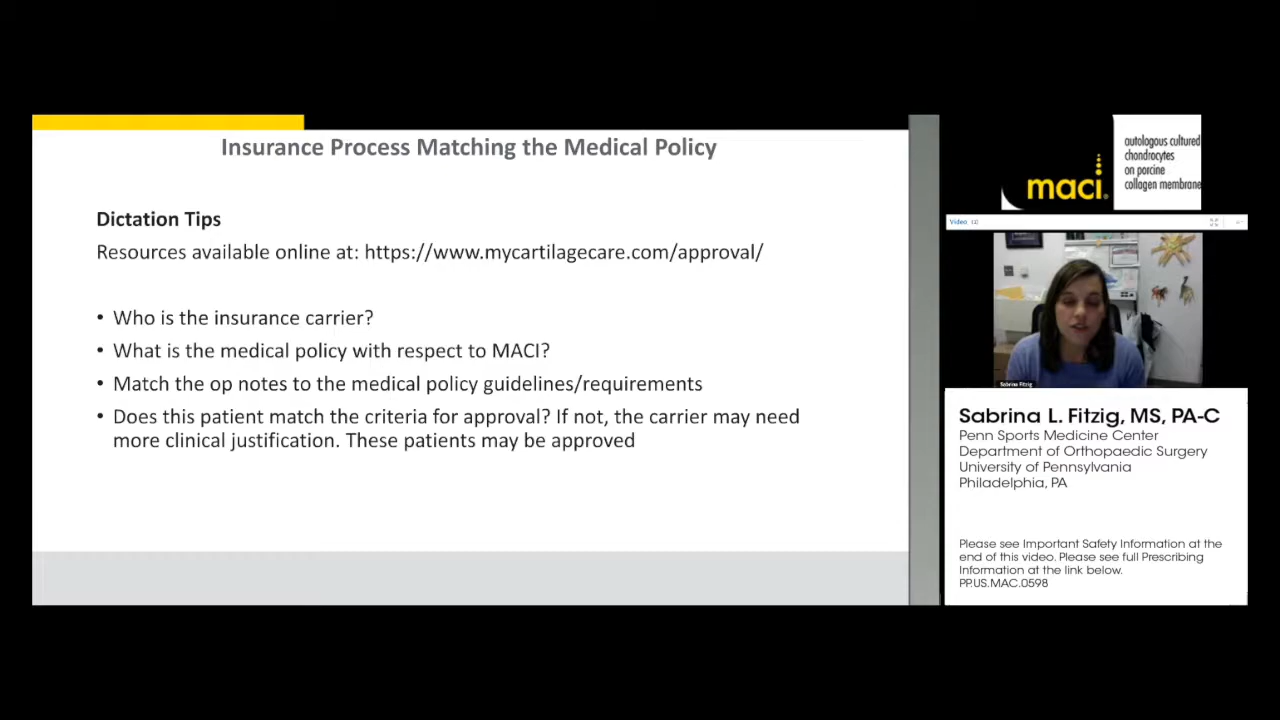 Insurance Process Matching the Medical Policy
Dictation Tips
Resources available online at: https://www.mycartilagecare.com/approval/
• Who is the insurance carrier?
• What is the medical policy with respect to MACI?
• Match the op notes to the medical policy guidelines/requirements
• Does this patient match the criteria for approval? If not, the carrier may need
more clinical justification. These patients may be approved
maci®
autologous cultured
chondrocytes
on porcine
collagen membrane
Video
Sabrina Fitzig
Sabrina L. Fitzig, MS, PA-C
Penn Sports Medicine Center
Department of Orthopaedic Surgery
University of Pennsylvania
Philadelphia, PA
Please see Important Safety Information at the
end of this video. Please see full Prescribing
Information at the link below.
PP.US.MAC.0598